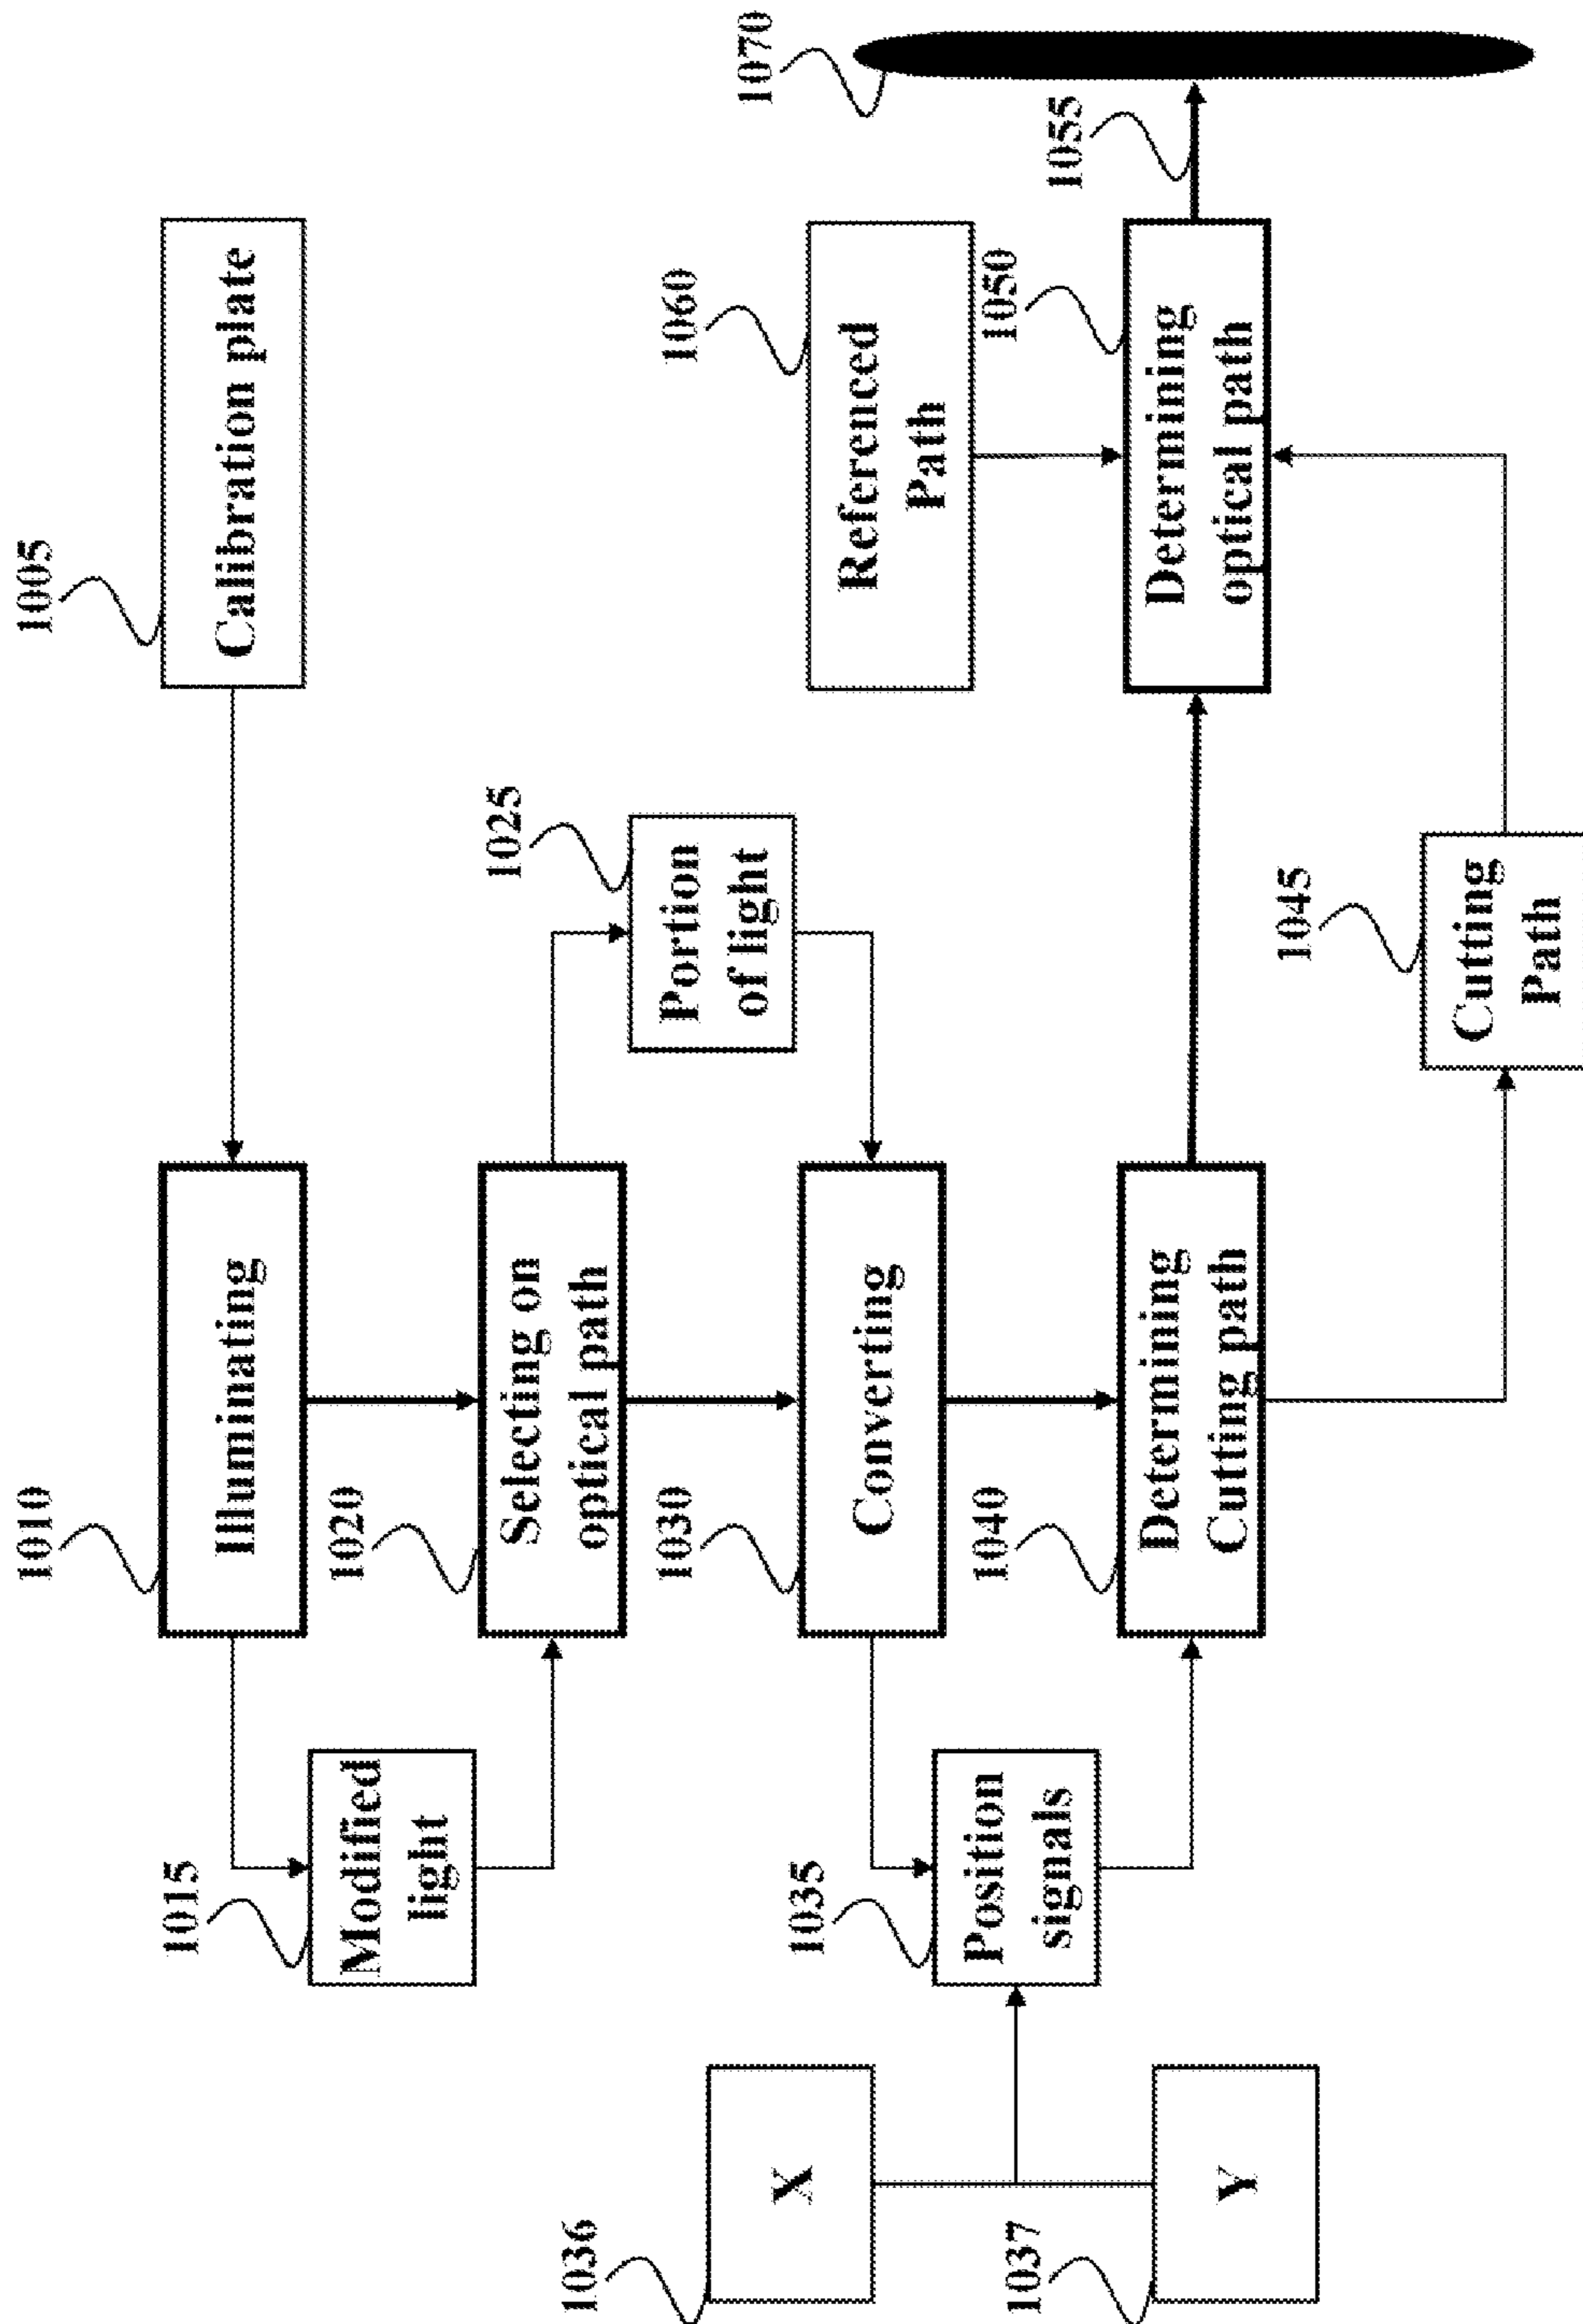 1010
1005
Illuminating
Calibration plate
1015
Modified
light
1020
Selecting on
optical path
1025
Portion
of light
1030
Converting
1036
X
1035
Position
signals
1037
Y
1040
Determining
Cutting path
1060
Referenced
Path
1050
Determining
optical path
1055
1070
1045
Cutting
Path